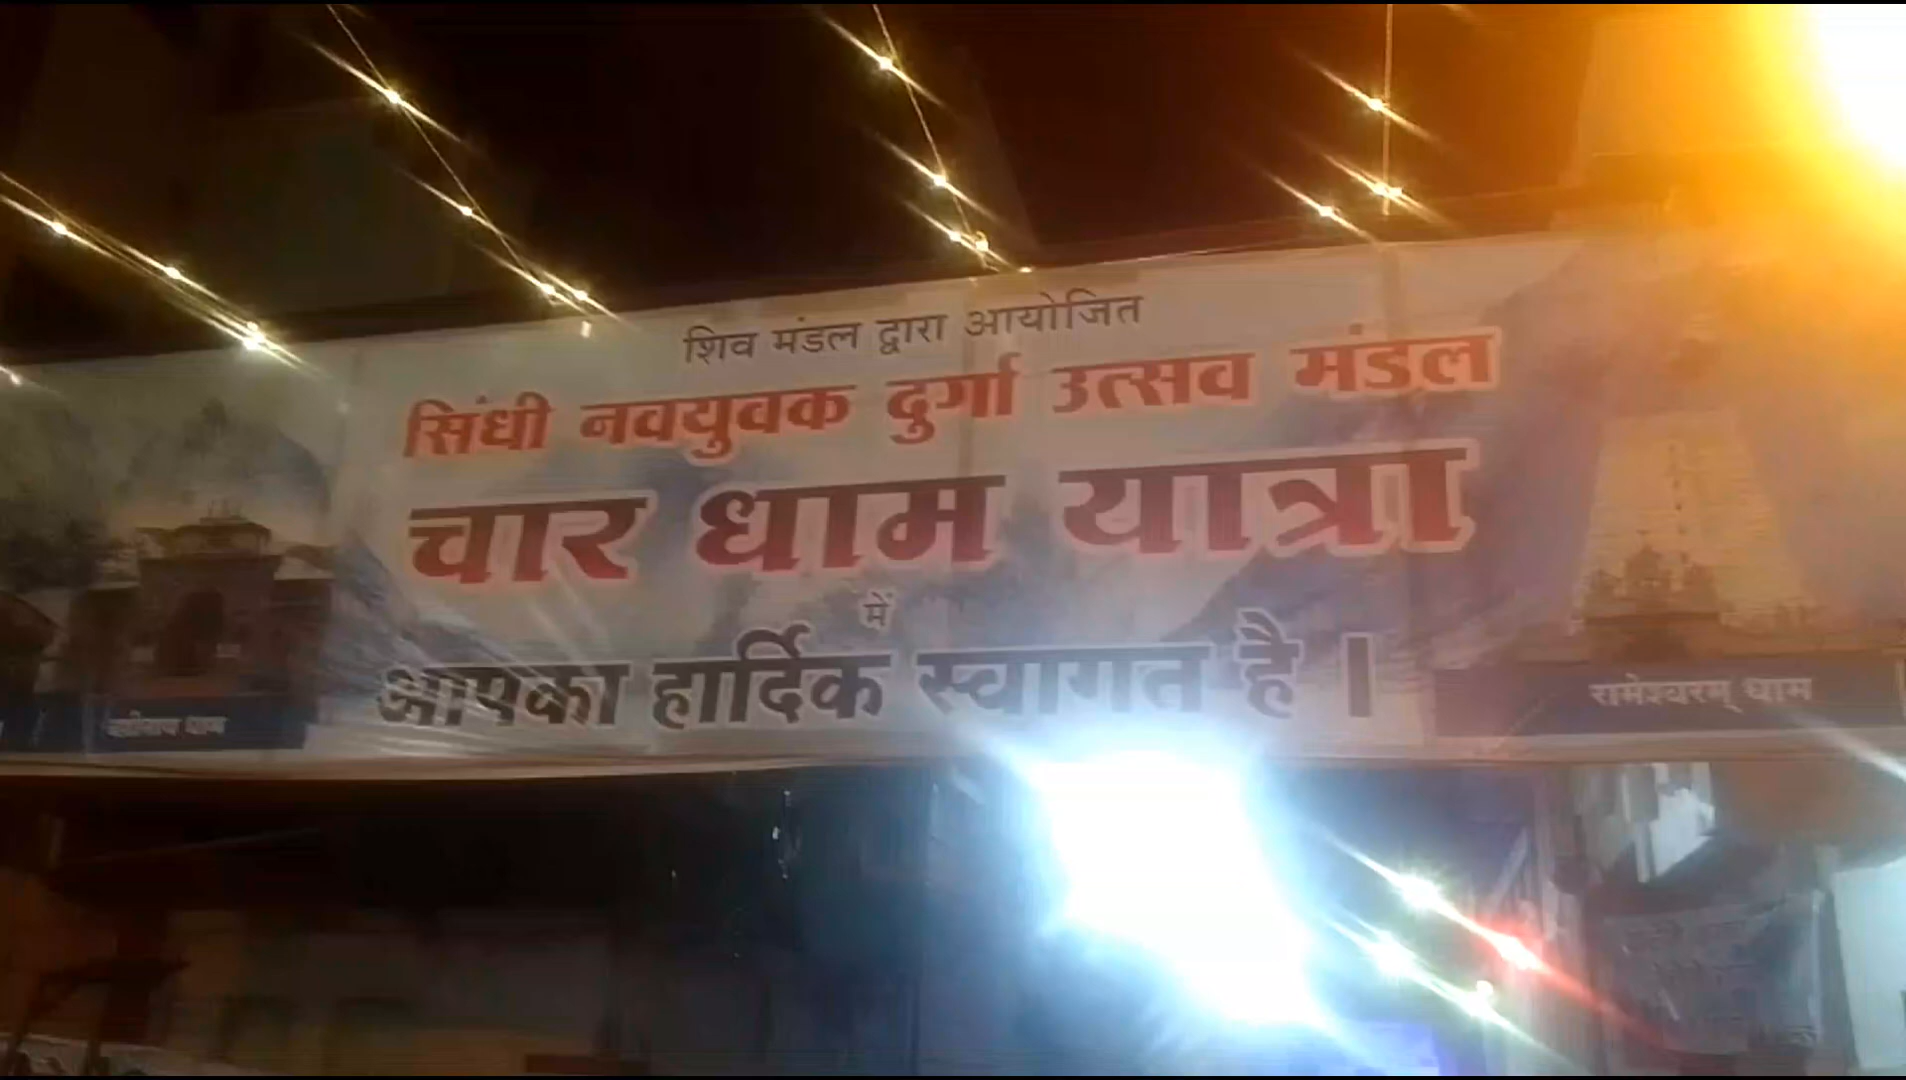 शिव मंडल द्वारा आयोजित
सिंधी नवयुवक दुर्गा उत्सव मंडल
चार धाम यात्रा
में
आपका हार्दिक स्वागत है ।
धाम
रामेश्वरम् धाम